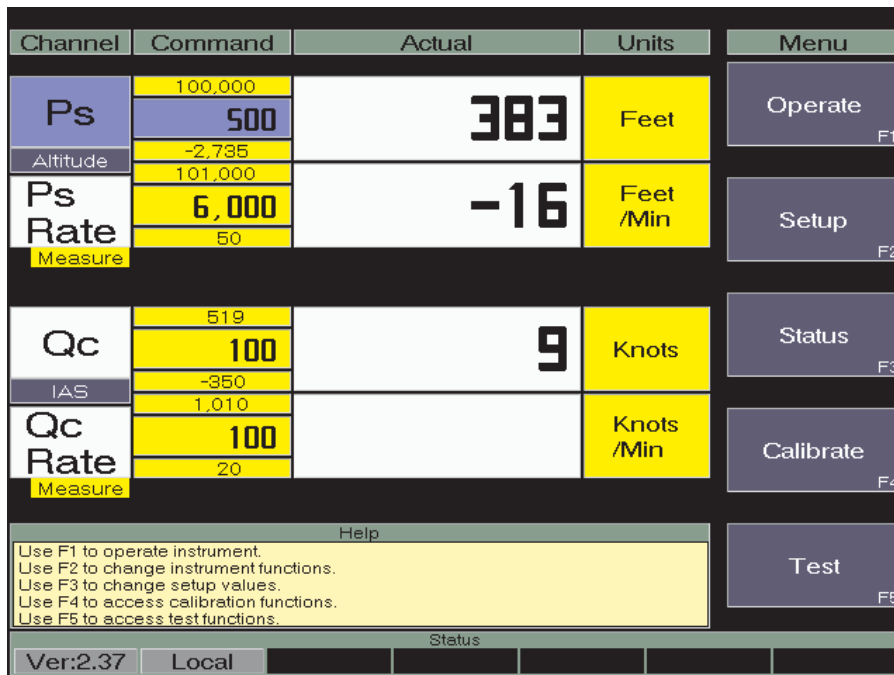 Channel Command Actual Units Menu
100,000
Ps 500 383 Feet Operate
F1
Altitude -2,735
101,000
Ps Rate 6,000 -16 Feet /Min Setup
50
F2
Measure
519
Qc 100 9 Knots Status
F3
IAS -350
1,010
Qc Rate 100 Knots /Min Calibrate
20
F4
Measure
Help
Use F1 to operate instrument.
Use F2 to change instrument functions.
Use F3 to change setup values.
Use F4 to access calibration functions.
Use F5 to access test functions.
Test
F5
Status
Ver:2.37 Local